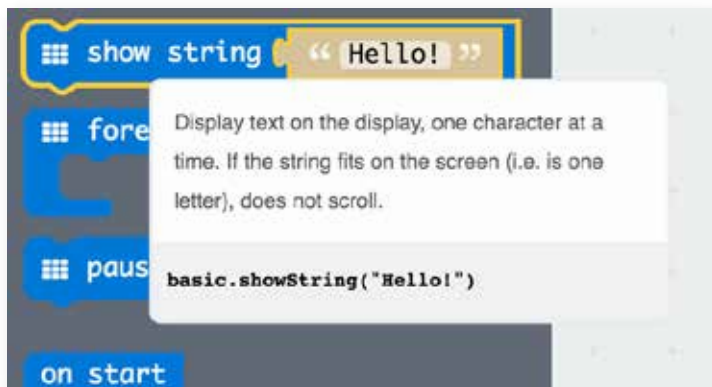 show string “ Hello! ”
fore
Display text on the display, one character at a
time. If the string fits on the screen (i.e. is one
letter), does not scroll.
paus
basic.showString("Hello!")
on start